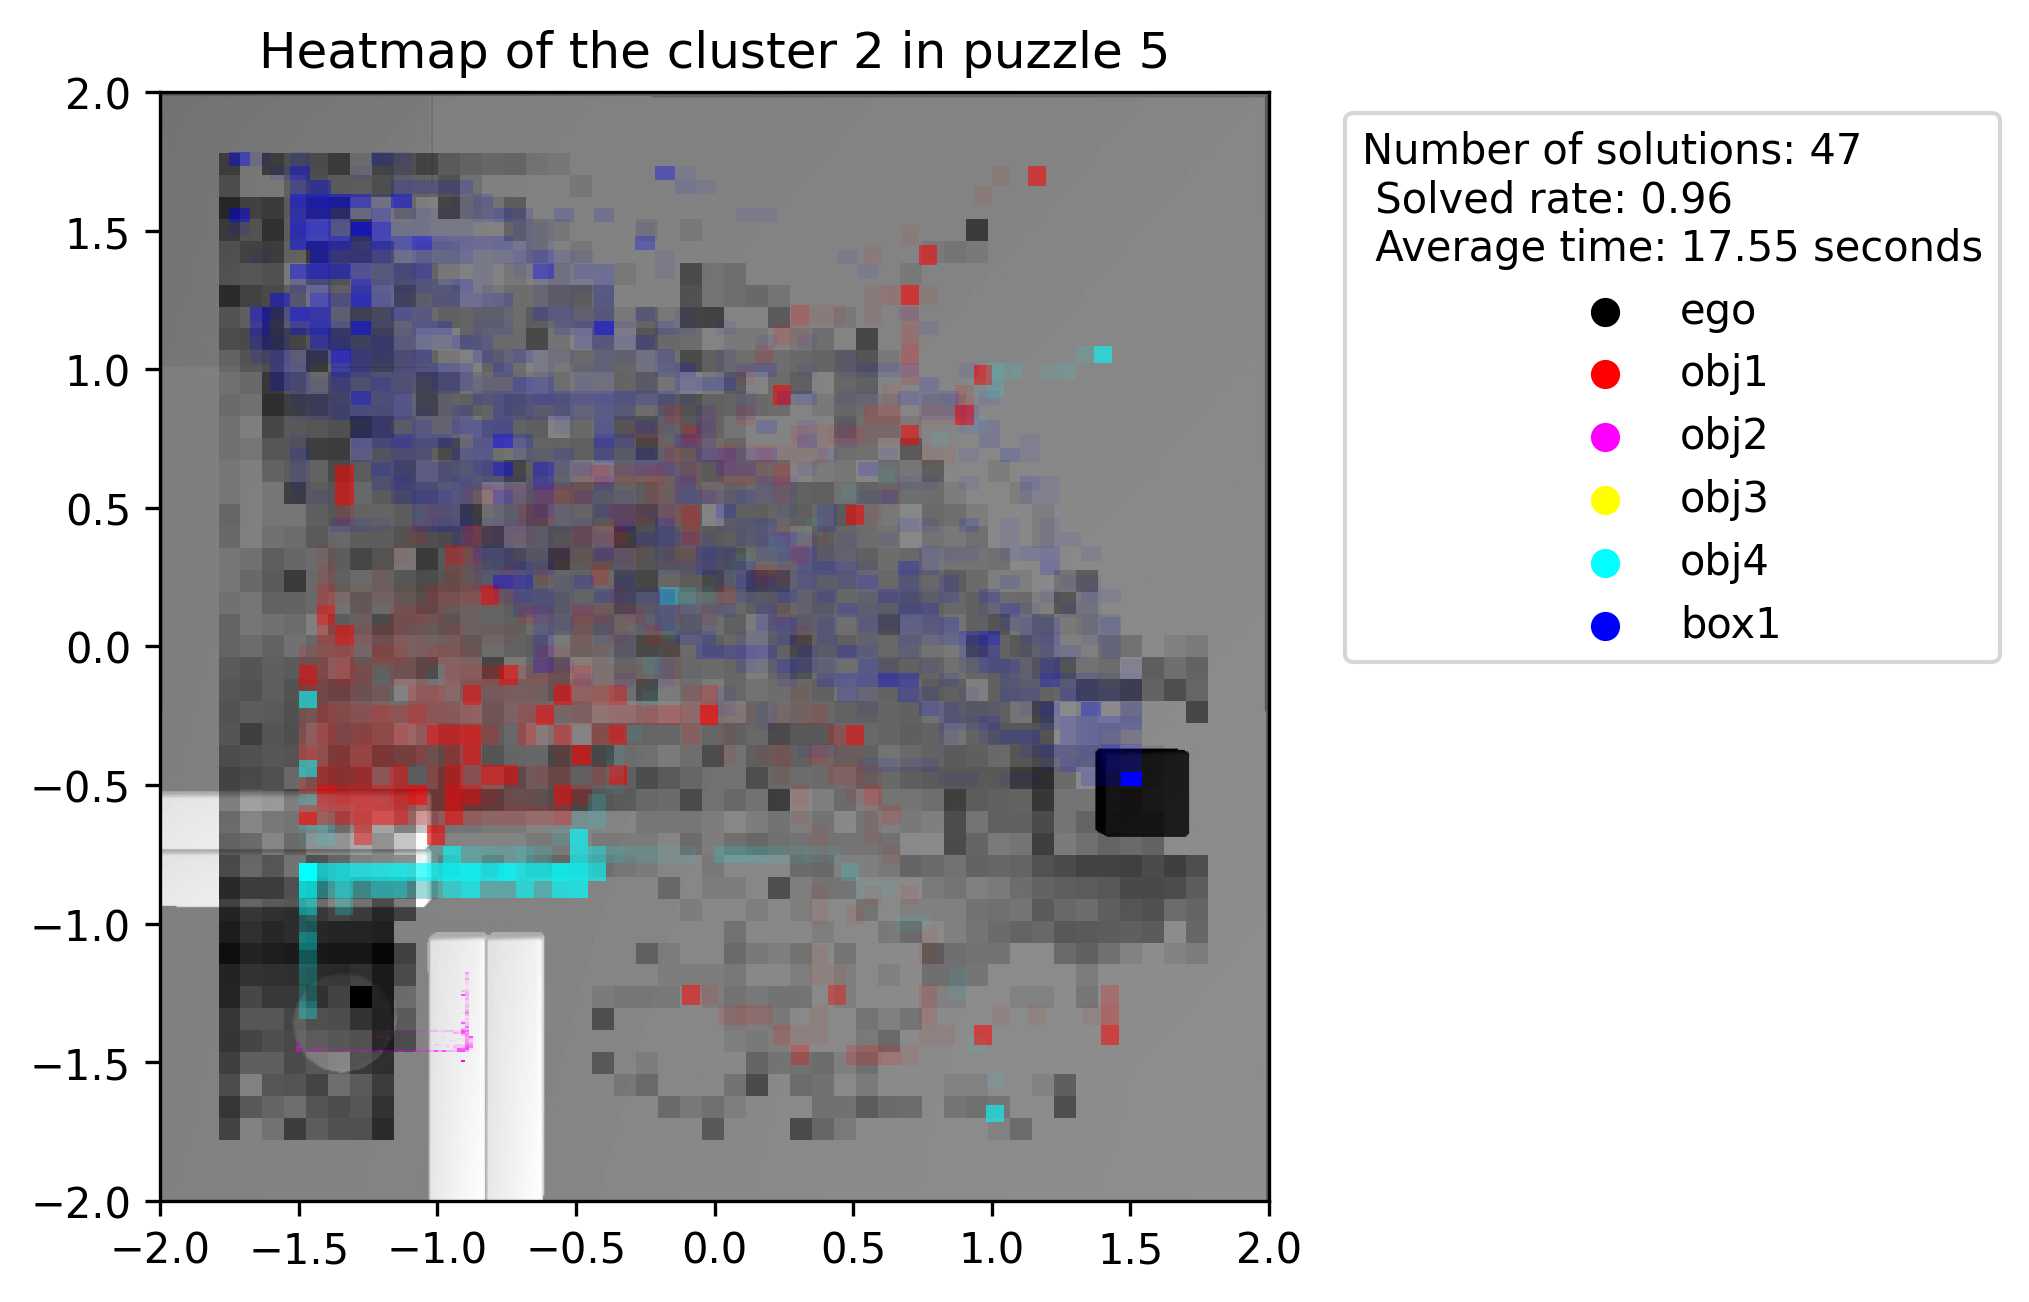 Heatmap of the cluster 2 in puzzle 5
2.0
1.5
1.0
0.5
0.0
−0.5
−1.0
−1.5
−2.0
−2.0 −1.5 −1.0 −0.5 0.0 0.5 1.0 1.5 2.0
Number of solutions: 47
Solved rate: 0.96
Average time: 17.55 seconds
ego
obj1
obj2
obj3
obj4
box1